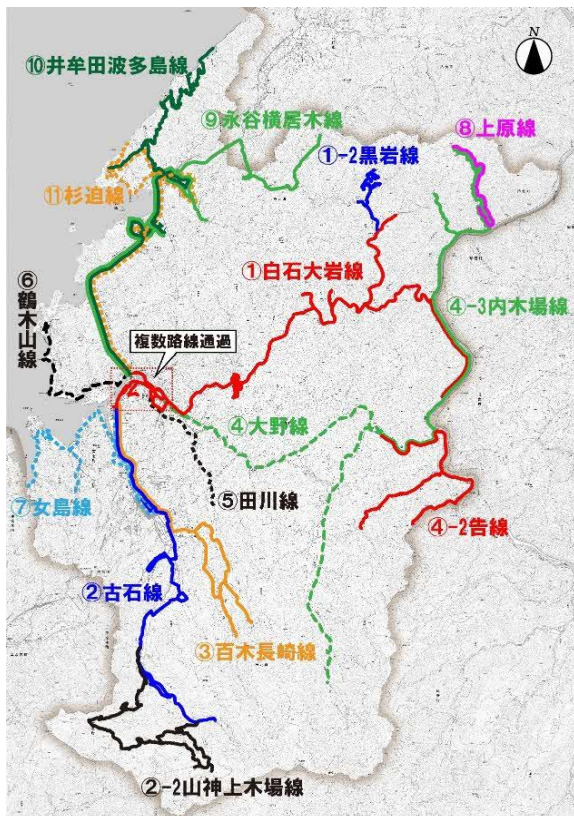 N
⑩井牟田波多島線
⑨永谷横居木線
⑧上原線
①-2黒岩線
⑪杉迫線
①白石大岩線
⑥鶴木山線
④-3内木場線
複数路線通過
④大野線
⑦女島線
⑤田川線
④-2告線
②古石線
③百木長崎線
②-2山神上木場線